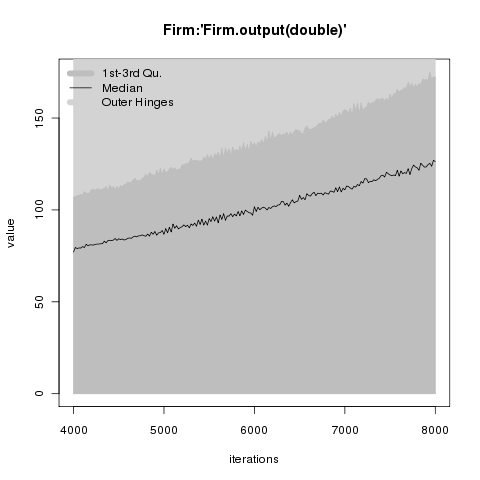 Firm:'Firm.output(double)'
1st-3rd Qu.
Median
Outer Hinges
value
150
100
50
0
4000 5000 6000 7000 8000
iterations